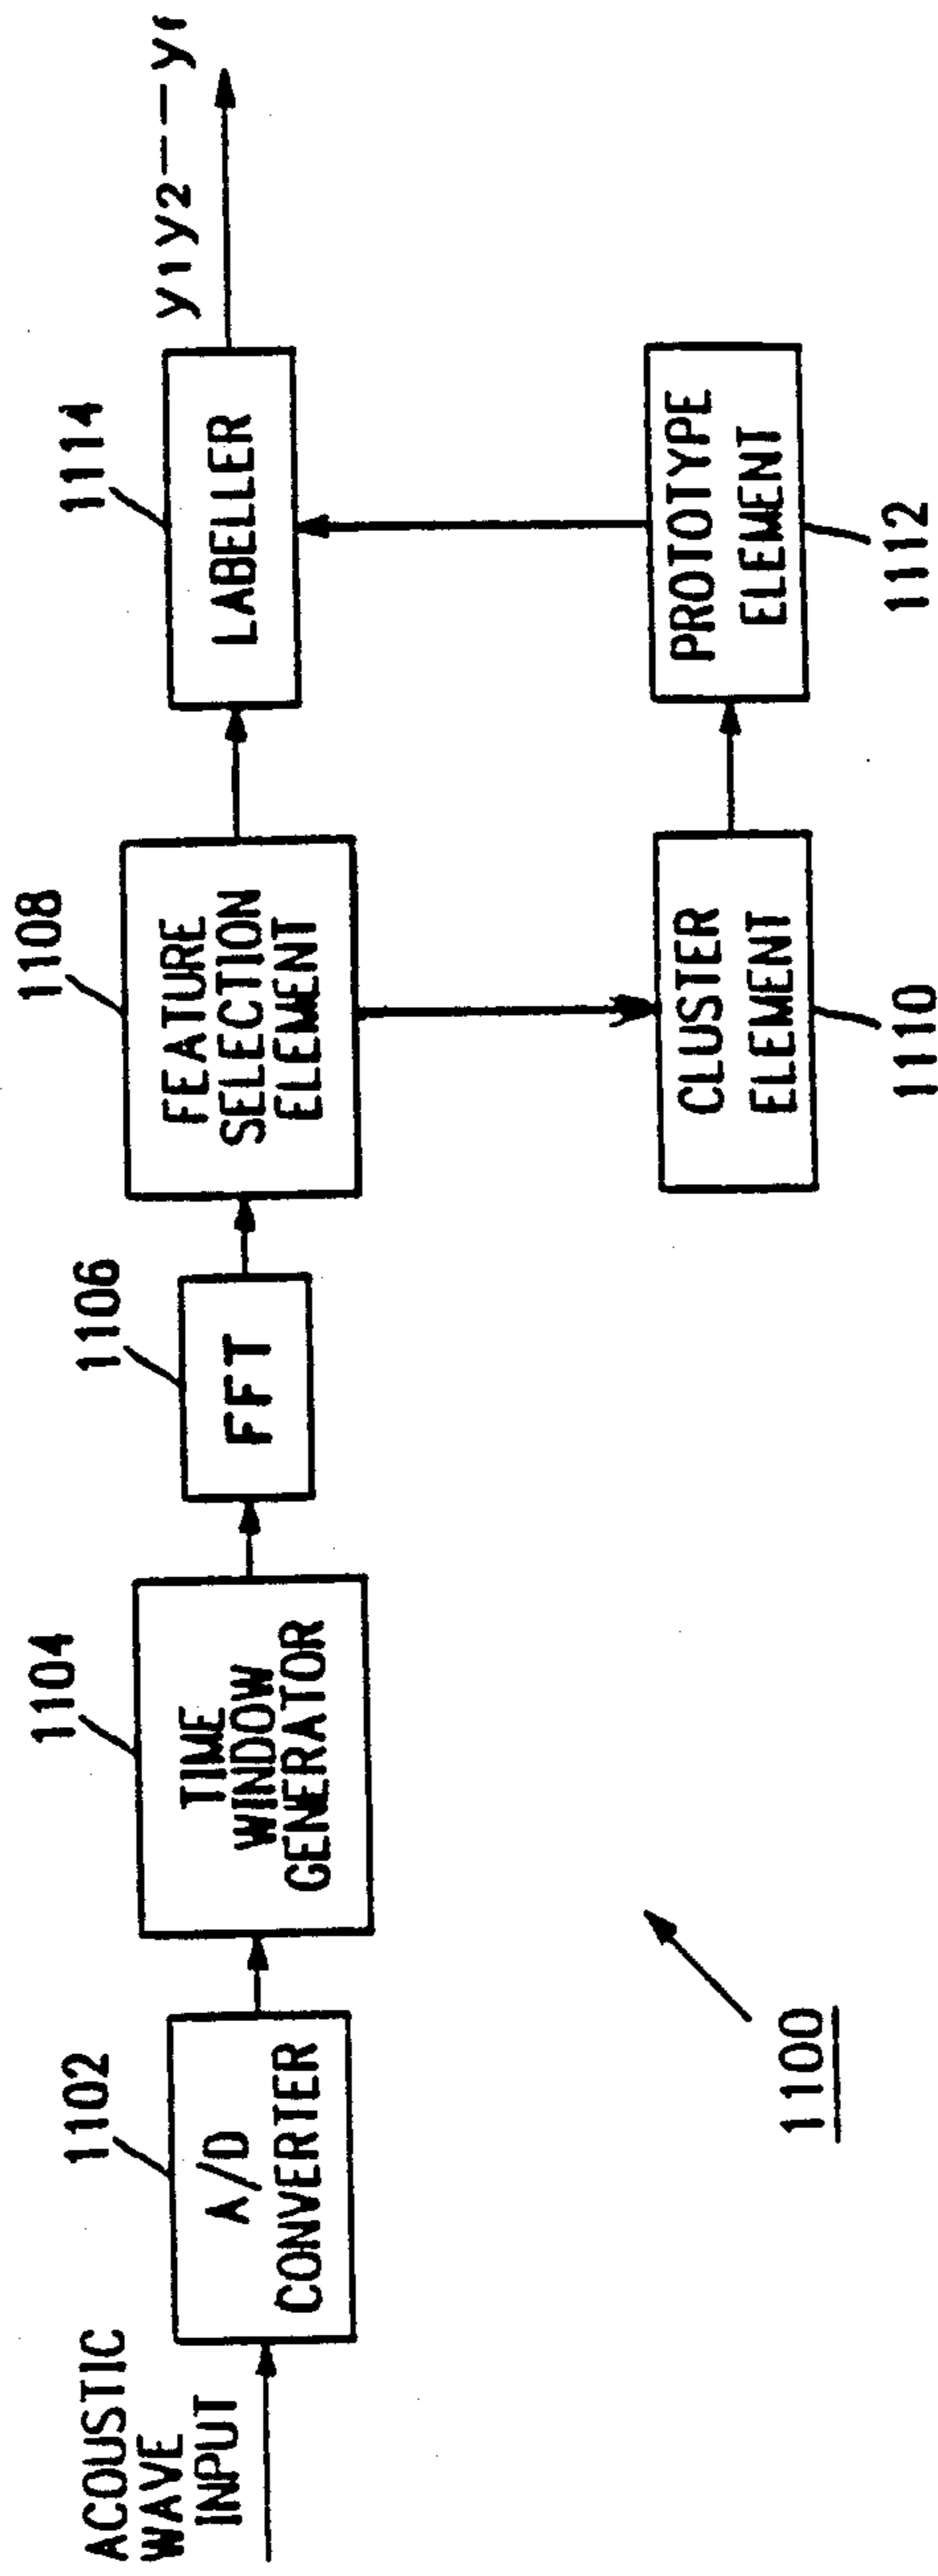 ACOUSTIC
WAVE
INPUT
1102
A/D
CONVERTER
1104
TIME
WINDOW
GENERATOR
1106
FFT
1108
FEATURE
SELECTION
ELEMENT
1114
LABELLER
y1y2--yf
CLUSTER
ELEMENT
1110
PROTOTYPE
ELEMENT
1112
1100